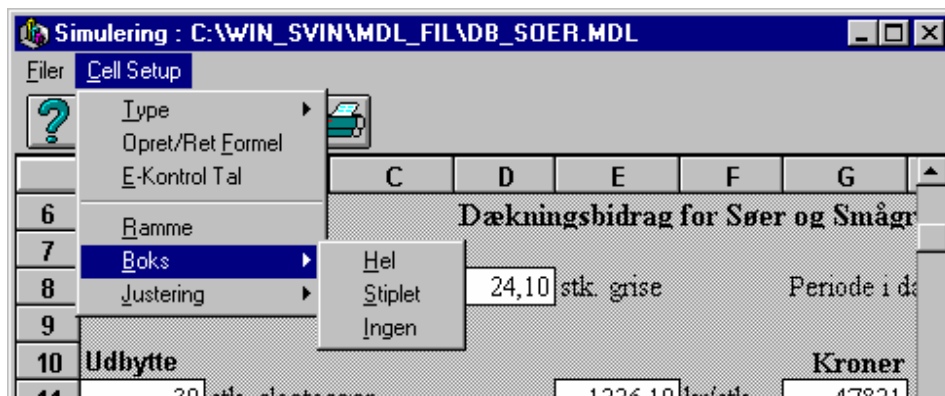 Simulering : C:\WIN_SVIN\MDL_FIL\DB_SOER.MDL
Filer Cell Setup
Type
Opret/Ret Formel
E-Kontrol Tal
Ramme
Boks
Justering
Hel
Stiplet
Ingen
C D E F G
6 Dækningsbidrag for Søer og Smågr
7
8 24,10 stk. grise Periode i da
9
10 Udbytte Kroner
11